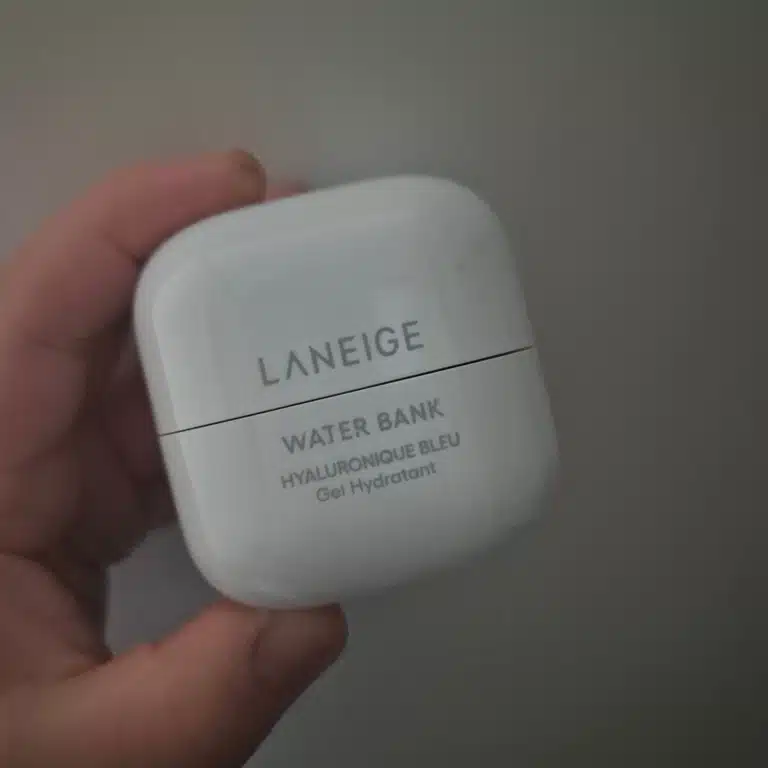 LANEIGE
WATER BANK
HYALURONIQUE BLEU
Gel Hydratant